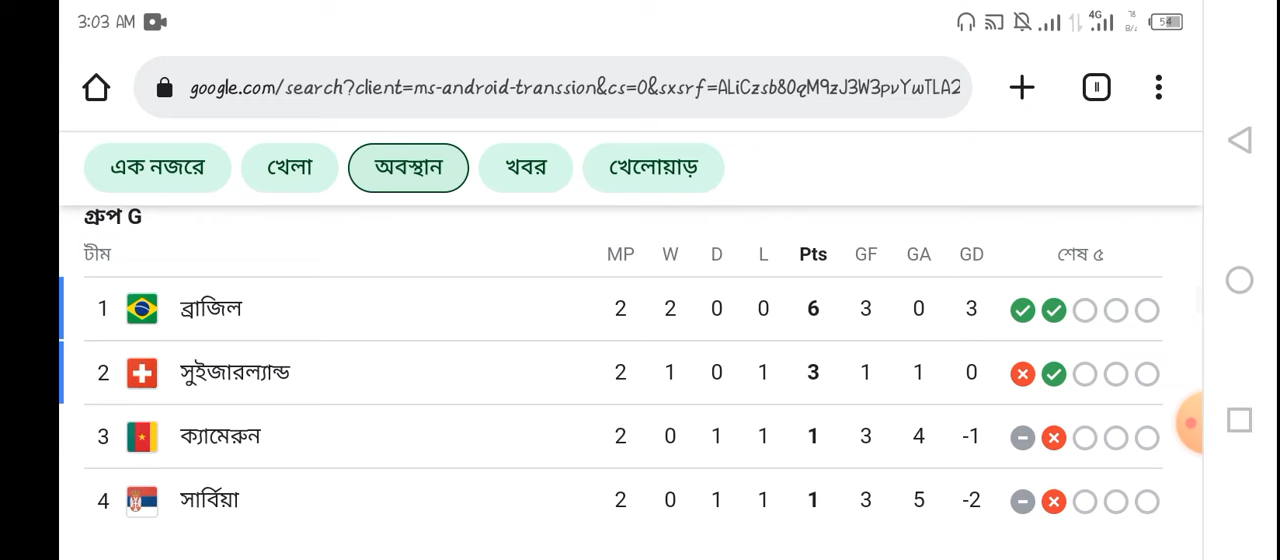 3:03 AM
4G
54
google.com/search?client=ms-android-transsion&cs=0&sxsrf=ALiCzsb80qM9zJ3W3pvYwTLA2
এক নজরে খেলা অবস্থান খবর খেলোয়াড়
গ্রুপ G
টীম MP W D L Pts GF GA GD শেষ ৫
1 ব্রাজিল 2 2 0 0 6 3 0 3
2 সুইজারল্যান্ড 2 1 0 1 3 1 1 0
3 ক্যামেরুন 2 0 1 1 1 3 4 -1
4 সার্বিয়া 2 0 1 1 1 3 5 -2